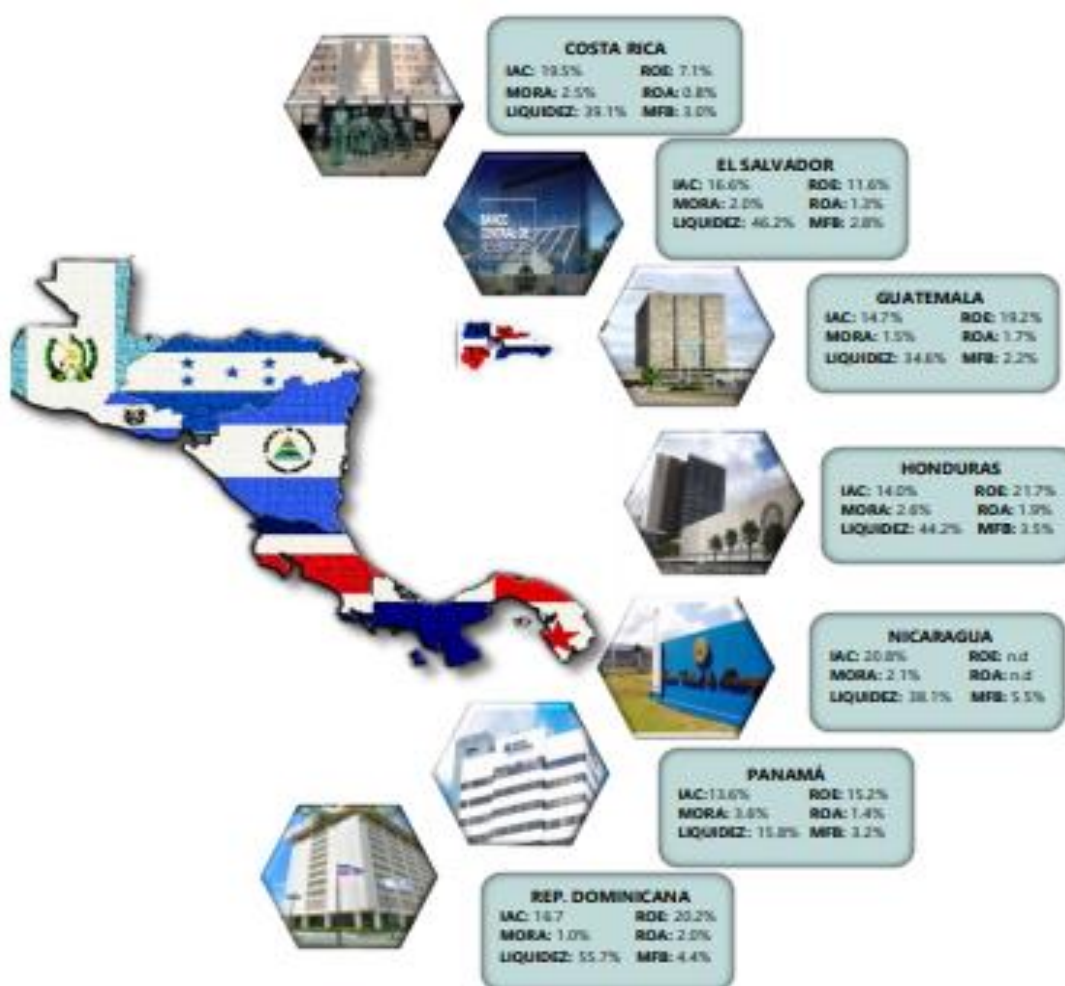 COSTA RICA
IAC: 19.5% ROE: 7.1%
MORA: 2.5% ROA: 0.8%
LIQUIDEZ: 39.1% MFB: 3.0%
EL SALVADOR
IAC: 16.6% ROE: 11.6%
MORA: 2.0% ROA: 1.3%
LIQUIDEZ: 46.2% MFB: 2.8%
BANCO
CENTRAL DE
GUATEMALA
IAC: 14.7% ROE: 19.2%
MORA: 1.5% ROA: 1.7%
LIQUIDEZ: 34.6% MFB: 2.2%
HONDURAS
IAC: 14.0% ROE: 21.7%
MORA: 2.6% ROA: 1.9%
LIQUIDEZ: 44.2% MFB: 3.5%
NICARAGUA
IAC: 20.8% ROE: n.d
MORA: 2.1% ROA: n.d
LIQUIDEZ: 38.1% MFB: 5.5%
PANAMÁ
IAC:13.6% ROE: 15.2%
MORA: 3.6% ROA: 1.4%
LIQUIDEZ: 15.8% MFB: 3.2%
REP. DOMINICANA
IAC: 16.7 ROE: 20.2%
MORA: 1.0% ROA: 2.0%
LIQUIDEZ: 55.7% MFB: 4.4%